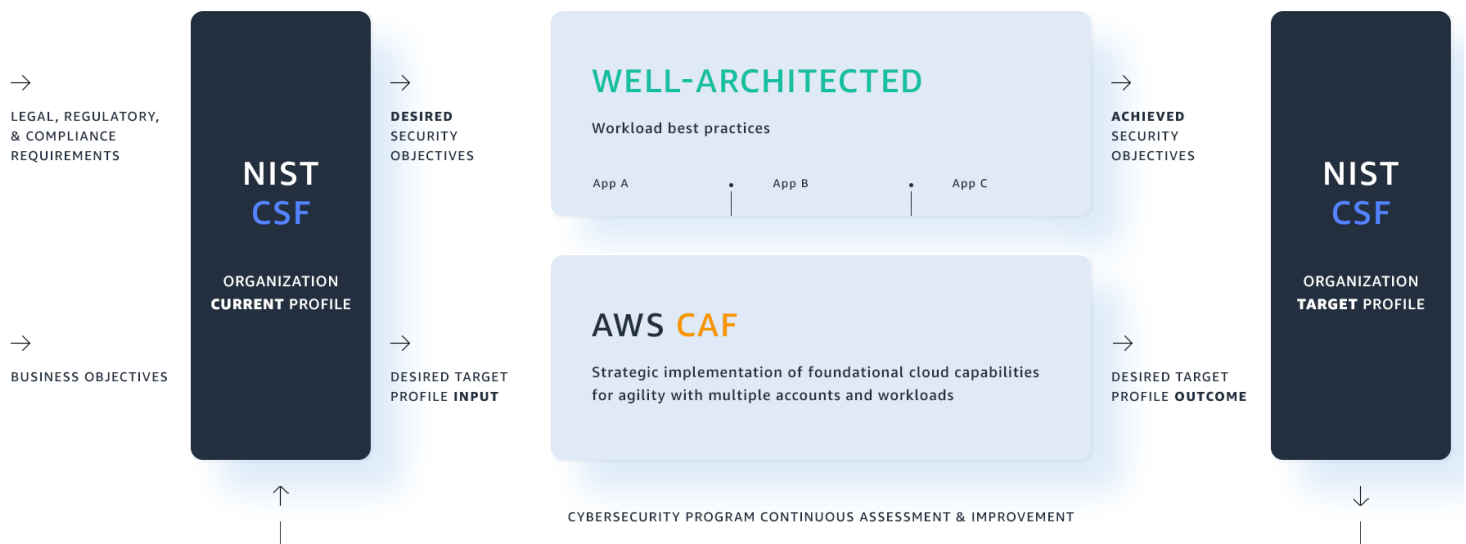 LEGAL, REGULATORY,
& COMPLIANCE
REQUIREMENTS
BUSINESS OBJECTIVES
NIST
CSF
ORGANIZATION
CURRENT PROFILE
DESIRED
SECURITY
OBJECTIVES
DESIRED TARGET
PROFILE INPUT
WELL-ARCHITECTED
Workload best practices
App A
App B
App C
AWS CAF
Strategic implementation of foundational cloud capabilities
for agility with multiple accounts and workloads
ACHIEVED
SECURITY
OBJECTIVES
DESIRED TARGET
PROFILE OUTCOME
NIST
CSF
ORGANIZATION
TARGET PROFILE
CYBERSECURITY PROGRAM CONTINUOUS ASSESSMENT & IMPROVEMENT